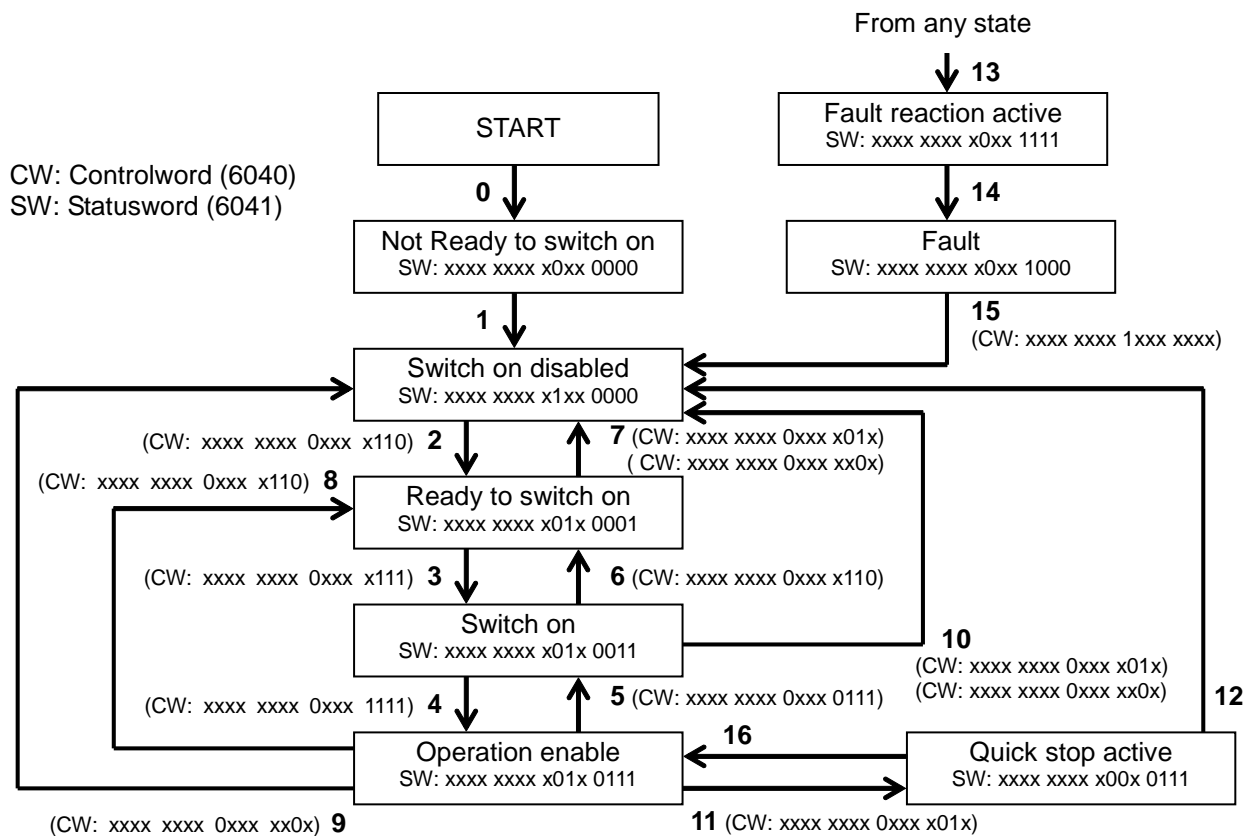 From any state
13
START
Fault reaction active
SW: xxxx xxxx x0xx 1111
CW: Controlword (6040)
SW: Statusword (6041)
0
14
Not Ready to switch on
SW: xxxx xxxx x0xx 0000
Fault
SW: xxxx xxxx x0xx 1000
1
15
(CW: xxxx xxxx 1xxx xxxx)
Switch on disabled
SW: xxxx xxxx x1xx 0000
(CW: xxxx xxxx 0xxx x110) 2
7 (CW: xxxx xxxx 0xxx x01x)
( CW: xxxx xxxx 0xxx xx0x)
(CW: xxxx xxxx 0xxx x110) 8
Ready to switch on
SW: xxxx xxxx x01x 0001
(CW: xxxx xxxx 0xxx x111) 3
6 (CW: xxxx xxxx 0xxx x110)
Switch on
SW: xxxx xxxx x01x 0011
10
(CW: xxxx xxxx 0xxx x01x)
(CW: xxxx xxxx 0xxx xx0x)
12
(CW: xxxx xxxx 0xxx 1111) 4
5 (CW: xxxx xxxx 0xxx 0111)
Operation enable
SW: xxxx xxxx x01x 0111
16
Quick stop active
SW: xxxx xxxx x00x 0111
(CW: xxxx xxxx 0xxx xx0x) 9
11 (CW: xxxx xxxx 0xxx x01x)